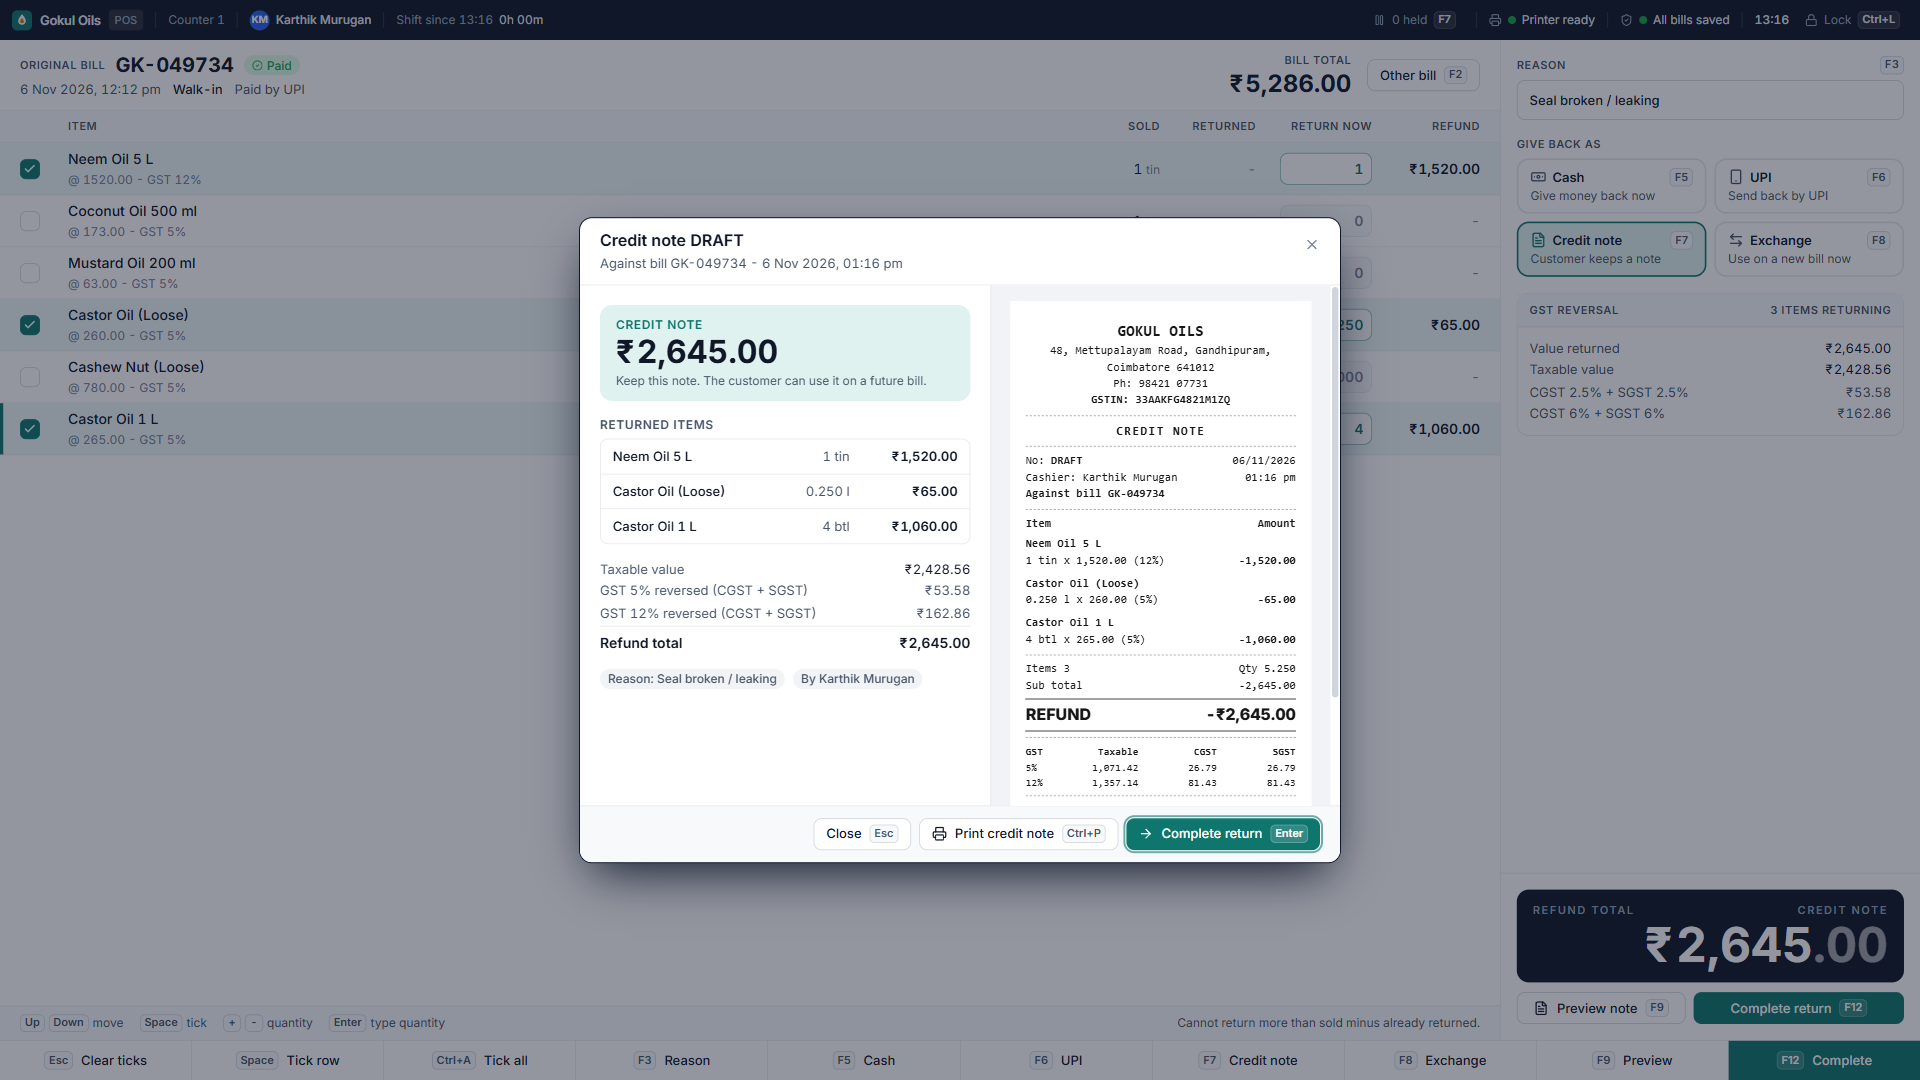 Gokul Oils POS Counter 1 KM Karthik Murugan Shift since 13:16 0h 00m 0 held F7 Printer ready All bills saved 13:16 Lock Ctrl+L
ORIGINAL BILL GK-049734 Paid
6 Nov 2026, 12:12 pm Walk-in Paid by UPI
BILL TOTAL
₹5,286.00
Other bill F2
ITEM SOLD RETURNED RETURN NOW REFUND
Neem Oil 5 L
@ 1520.00 - GST 12%
1 tin - 1 ₹1,520.00
Coconut Oil 500 ml
@ 173.00 - GST 5%
0 -
Mustard Oil 200 ml
@ 63.00 - GST 5%
0 -
Castor Oil (Loose)
@ 260.00 - GST 5%
250 ₹65.00
Cashew Nut (Loose)
@ 780.00 - GST 5%
-
Castor Oil 1 L
@ 265.00 - GST 5%
4 ₹1,060.00
Credit note DRAFT
Against bill GK-049734 - 6 Nov 2026, 01:16 pm
CREDIT NOTE
₹2,645.00
Keep this note. The customer can use it on a future bill.
RETURNED ITEMS
Neem Oil 5 L 1 tin ₹1,520.00
Castor Oil (Loose) 0.250 l ₹65.00
Castor Oil 1 L 4 btl ₹1,060.00
Taxable value ₹2,428.56
GST 5% reversed (CGST + SGST) ₹53.58
GST 12% reversed (CGST + SGST) ₹162.86
Refund total ₹2,645.00
Reason: Seal broken / leaking By Karthik Murugan
GOKUL OILS
48, Mettupalayam Road, Gandhipuram,
Coimbatore 641012
Ph: 98421 07731
GSTIN: 33AAKFG4821M1ZQ
CREDIT NOTE
No: DRAFT 06/11/2026
Cashier: Karthik Murugan 01:16 pm
Against bill GK-049734
Item Amount
Neem Oil 5 L
1 tin x 1,520.00 (12%) -1,520.00
Castor Oil (Loose)
0.250 l x 260.00 (5%) -65.00
Castor Oil 1 L
4 btl x 265.00 (5%) -1,060.00
Items 3 Qty 5.250
Sub total -2,645.00
REFUND -₹2,645.00
GST Taxable CGST SGST
5% 1,071.42 26.79 26.79
12% 1,357.14 81.43 81.43
Close Esc Print credit note Ctrl+P Complete return Enter
REASON F3
Seal broken / leaking
GIVE BACK AS
Cash F5
Give money back now
UPI F6
Send back by UPI
Credit note F7
Customer keeps a note
Exchange F8
Use on a new bill now
GST REVERSAL 3 ITEMS RETURNING
Value returned ₹2,645.00
Taxable value ₹2,428.56
CGST 2.5% + SGST 2.5% ₹53.58
CGST 6% + SGST 6% ₹162.86
REFUND TOTAL CREDIT NOTE
₹2,645.00
Preview note F9 Complete return F12
Up Down move Space tick + - quantity Enter type quantity Cannot return more than sold minus already returned.
Esc Clear ticks Space Tick row Ctrl+A Tick all F3 Reason F5 Cash F6 UPI F7 Credit note F8 Exchange F9 Preview F12 Complete